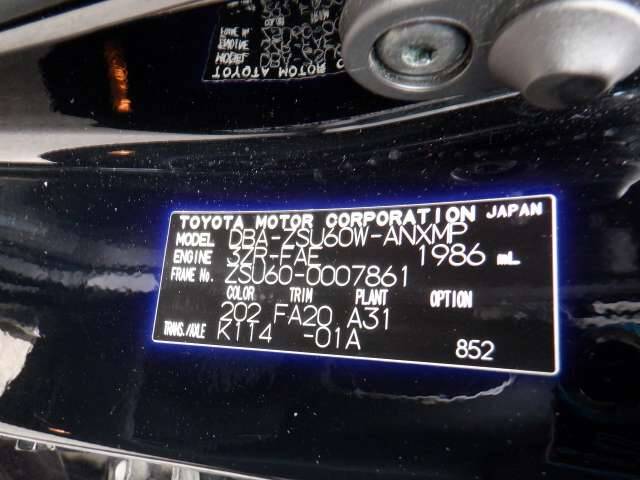 TOYOTA MOTOR CORPORATION JAPAN
MODEL DBA-ZSU60W-ANXMP
ENGINE 3ZR-FAE 1986 mL
FRAME No. ZSU60-0007861
COLOR TRIM PLANT OPTION
202 FA20 A31
TRANS./AXLE K114 -01A 852